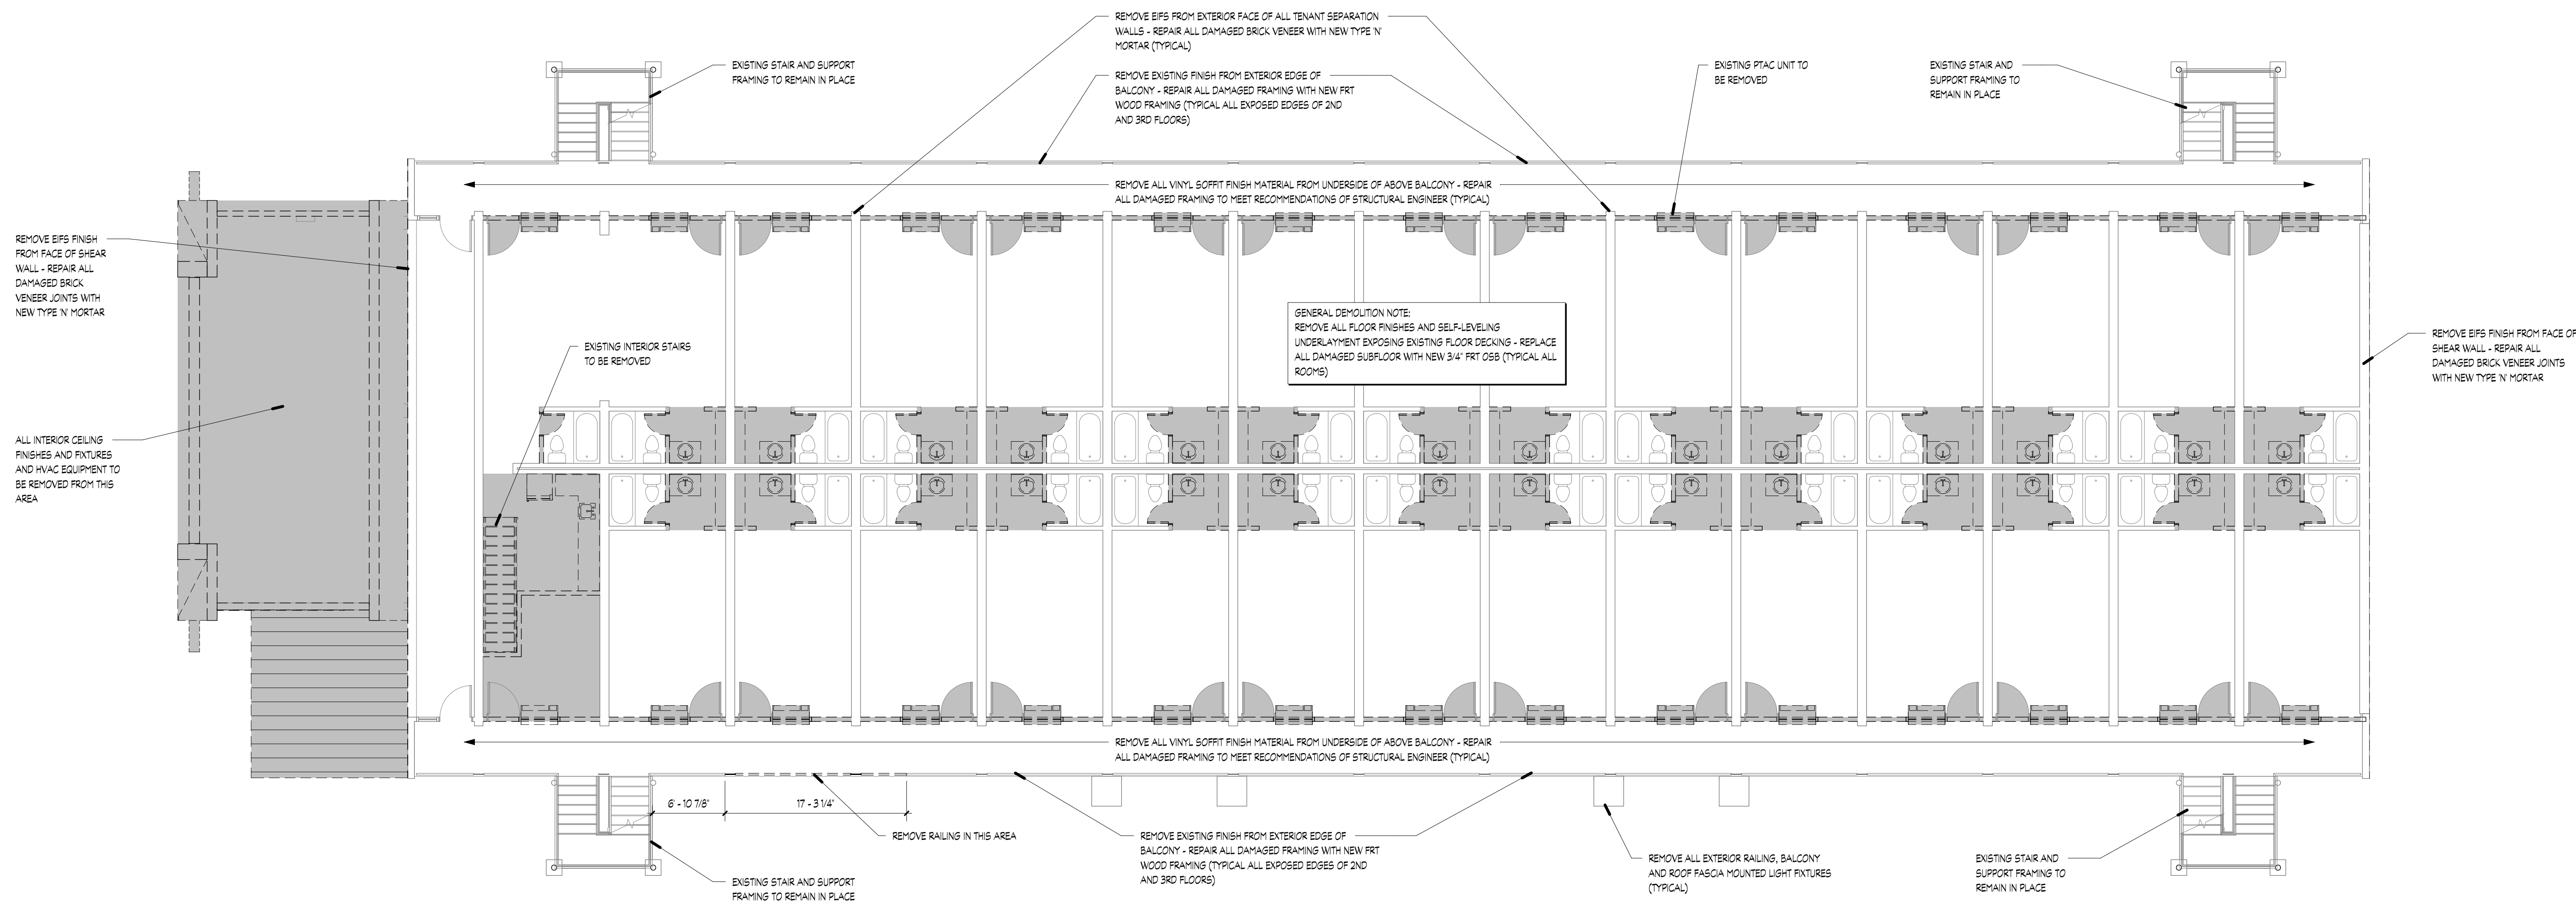 REMOVE EIFS FROM EXTERIOR FACE OF ALL TENANT SEPARATION
WALLS - REPAIR ALL DAMAGED BRICK VENEER WITH NEW TYPE 'N'
MORTAR (TYPICAL)
EXISTING STAIR AND SUPPORT
FRAMING TO REMAIN IN PLACE
REMOVE EXISTING FINISH FROM EXTERIOR EDGE OF
BALCONY - REPAIR ALL DAMAGED FRAMING WITH NEW FRT
WOOD FRAMING (TYPICAL ALL EXPOSED EDGES OF 2ND
AND 3RD FLOORS)
EXISTING PTAC UNIT TO
BE REMOVED
EXISTING STAIR AND
SUPPORT FRAMING TO
REMAIN IN PLACE
REMOVE ALL VINYL SOFFIT FINISH MATERIAL FROM UNDERSIDE OF ABOVE BALCONY - REPAIR
ALL DAMAGED FRAMING TO MEET RECOMMENDATIONS OF STRUCTURAL ENGINEER (TYPICAL)
REMOVE EIFS FINISH
FROM FACE OF SHEAR
WALL - REPAIR ALL
DAMAGED BRICK
VENEER JOINTS WITH
NEW TYPE 'N' MORTAR
GENERAL DEMOLITION NOTE:
REMOVE ALL FLOOR FINISHES AND SELF-LEVELING
UNDERLAYMENT EXPOSING EXISTING FLOOR DECKING - REPLACE
ALL DAMAGED SUBFLOOR WITH NEW 3/4" FRT OSB (TYPICAL ALL
ROOMS)
EXISTING INTERIOR STAIRS
TO BE REMOVED
REMOVE EIFS FINISH FROM FACE OF
SHEAR WALL - REPAIR ALL
DAMAGED BRICK VENEER JOINTS
WITH NEW TYPE 'N' MORTAR
ALL INTERIOR CEILING
FINISHES AND FIXTURES
AND HVAC EQUIPMENT TO
BE REMOVED FROM THIS
AREA
REMOVE ALL VINYL SOFFIT FINISH MATERIAL FROM UNDERSIDE OF ABOVE BALCONY - REPAIR
ALL DAMAGED FRAMING TO MEET RECOMMENDATIONS OF STRUCTURAL ENGINEER (TYPICAL)
6' - 10 7/8"
17 - 3 1/4"
REMOVE RAILING IN THIS AREA
REMOVE EXISTING FINISH FROM EXTERIOR EDGE OF
BALCONY - REPAIR ALL DAMAGED FRAMING WITH NEW FRT
WOOD FRAMING (TYPICAL ALL EXPOSED EDGES OF 2ND
AND 3RD FLOORS)
REMOVE ALL EXTERIOR RAILING, BALCONY
AND ROOF FASCIA MOUNTED LIGHT FIXTURES
(TYPICAL)
EXISTING STAIR AND
SUPPORT FRAMING TO
REMAIN IN PLACE
EXISTING STAIR AND SUPPORT
FRAMING TO REMAIN IN PLACE